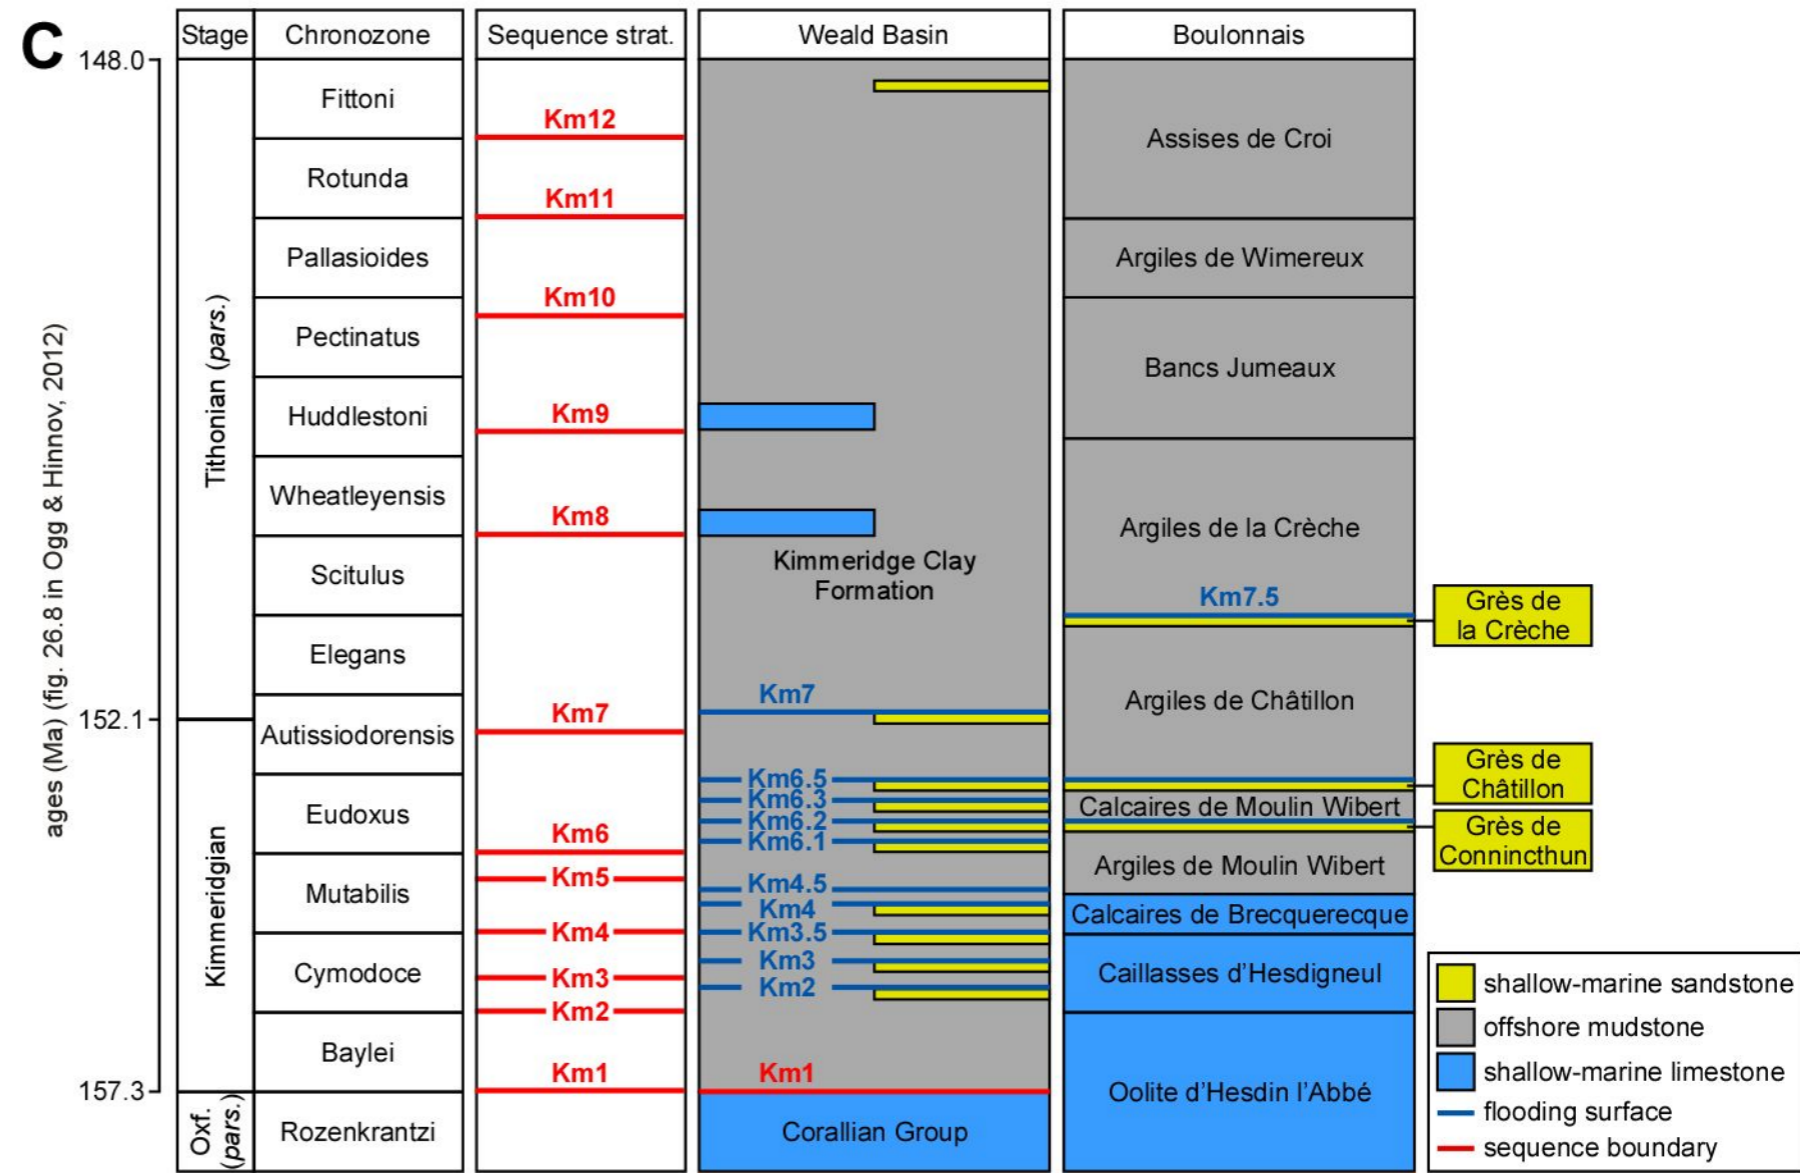 C
Stage
Chronozone
Sequence strat.
Weald Basin
Boulonnais
148.0
152.1
157.3
ages (Ma) (fig. 26.8 in Ogg & Hinnov, 2012)
Tithonian (pars.)
Kimmeridgian
Oxf.
(pars.)
Fittoni
Rotunda
Pallasioides
Pectinatus
Huddlestoni
Wheatleyensis
Scitulus
Elegans
Autissiodorensis
Eudoxus
Mutabilis
Cymodoce
Baylei
Rozenkrantzi
Km12
Km11
Km10
Km9
Km8
Km7
Km6
Km5
Km4
Km3
Km2
Km1
Kimmeridge Clay
Formation
Km7
Km6.5
Km6.3
Km6.2
Km6.1
Km4.5
Km4
Km3.5
Km3
Km2
Km1
Corallian Group
Assises de Croi
Argiles de Wimereux
Bancs Jumeaux
Argiles de la Crèche
Km7.5
Argiles de Châtillon
Calcaires de Moulin Wibert
Argiles de Moulin Wibert
Calcaires de Brecquerecque
Caillasses d'Hesdigneul
Oolite d'Hesdin l'Abbé
Grès de
la Crèche
Grès de
Châtillon
Grès de
Connincthun
shallow-marine sandstone
offshore mudstone
shallow-marine limestone
flooding surface
sequence boundary